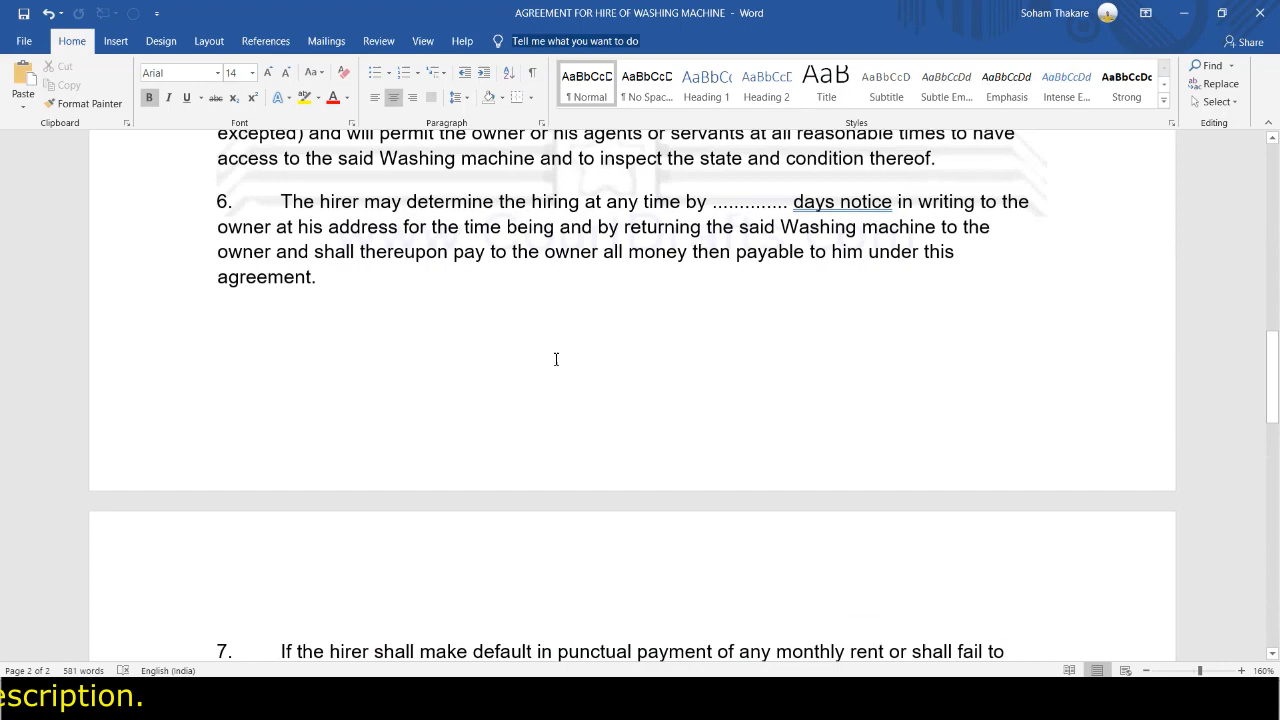 AGREEMENT FOR HIRE OF WASHING MACHINE - Word
Soham Thakare
File Home Insert Design Layout References Mailings Review View Help Tell me what you want to do Share
Paste
Cut
Copy
Format Painter
Clipboard
Arial 14
Font
Paragraph
AaBbCcD AaBbCcD AaBbCc AaBbCcD AaB AaBbCcD AaBbCcDd AaBbCcDd AaBbCcDd AaBbCcDc
¶ Normal ¶ No Spac... Heading 1 Heading 2 Title Subtitle Subtle Em... Emphasis Intense E... Strong
Styles
Find
Replace
Select
Editing
excepted) and will permit the owner or his agents or servants at all reasonable times to have
access to the said Washing machine and to inspect the state and condition thereof.
6. The hirer may determine the hiring at any time by .............. days notice in writing to the
owner at his address for the time being and by returning the said Washing machine to the
owner and shall thereupon pay to the owner all money then payable to him under this
agreement.
7. If the hirer shall make default in punctual payment of any monthly rent or shall fail to
Page 2 of 2 581 words English (India) 160%
escription.